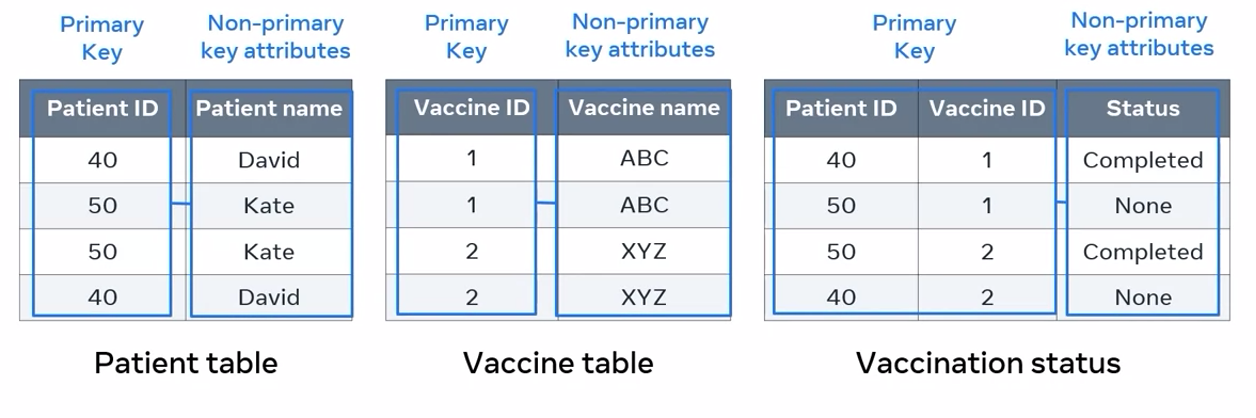 Primary Key
Non-primary key attributes
Patient ID Patient name
40 David
50 Kate
50 Kate
40 David
Patient table
Primary Key
Non-primary key attributes
Vaccine ID Vaccine name
1 ABC
1 ABC
2 XYZ
2 XYZ
Vaccine table
Primary Key
Non-primary key attributes
Patient ID Vaccine ID Status
40 1 Completed
50 1 None
50 2 Completed
40 2 None
Vaccination status